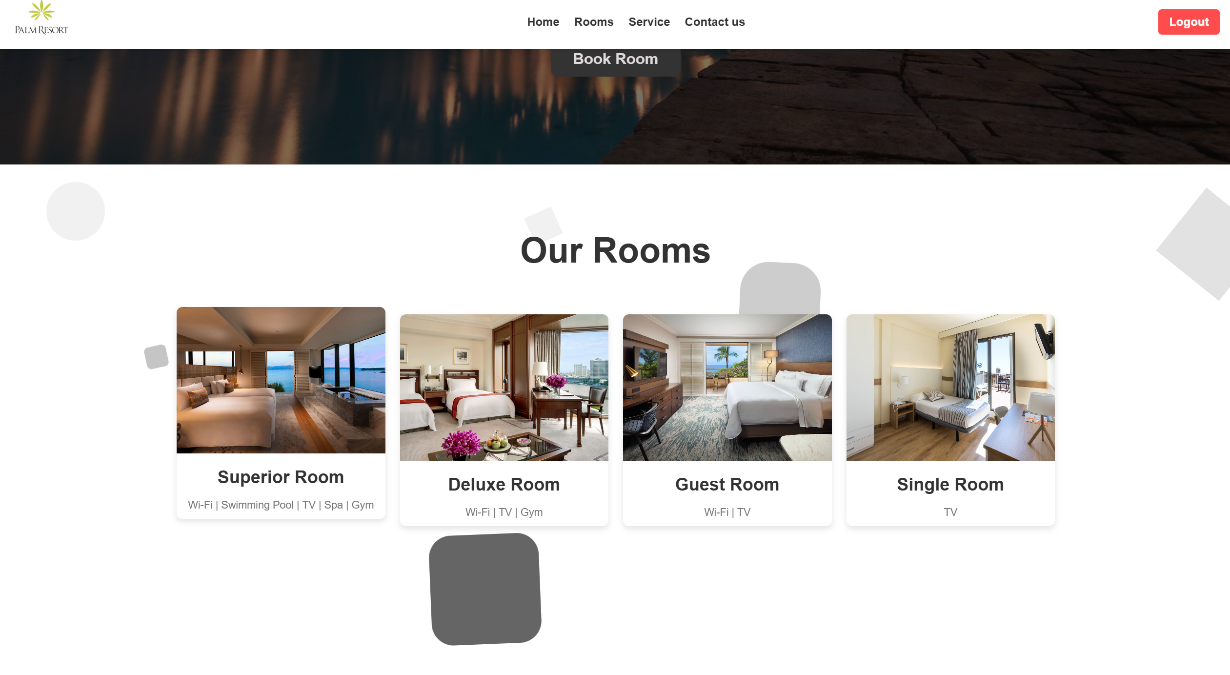 PALM RESORT
Home
Rooms
Service
Contact us
Logout
Book Room
Our Rooms
Superior Room
Wi-Fi | Swimming Pool | TV | Spa | Gym
Deluxe Room
Wi-Fi | TV | Gym
Guest Room
Wi-Fi | TV
Single Room
TV